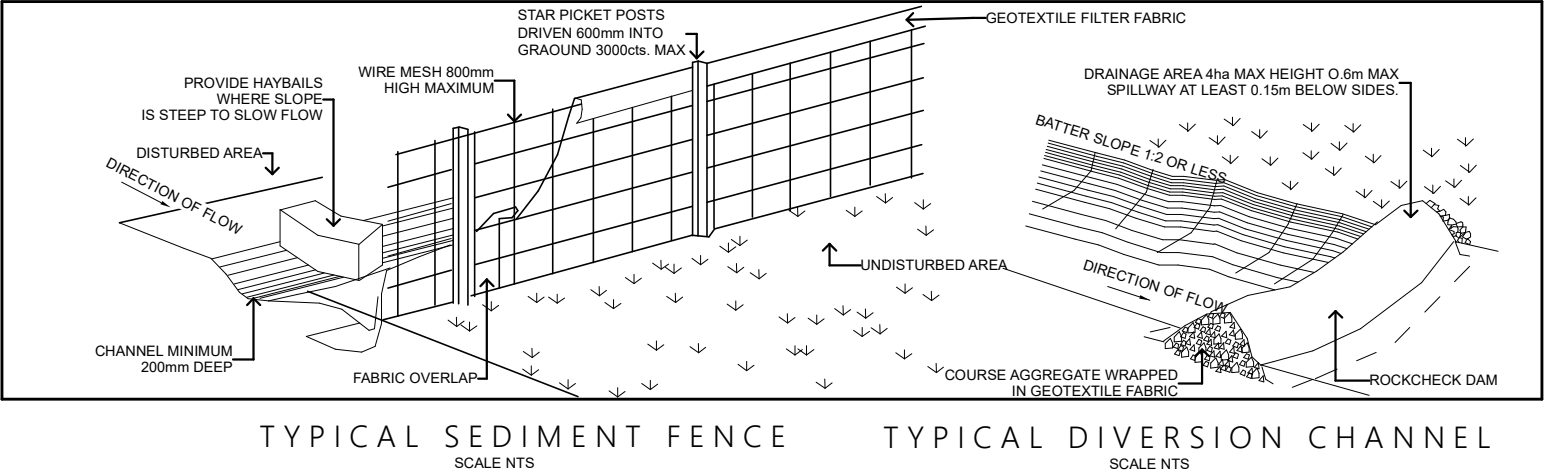 STAR PICKET POSTS
DRIVEN 600mm INTO
GRAOUND 3000cts. MAX
GEOTEXTILE FILTER FABRIC
WIRE MESH 800mm
HIGH MAXIMUM
PROVIDE HAYBAILS
WHERE SLOPE
IS STEEP TO SLOW FLOW
DISTURBED AREA
DIRECTION OF FLOW
CHANNEL MINIMUM
200mm DEEP
FABRIC OVERLAP
UNDISTURBED AREA
DRAINAGE AREA 4ha MAX HEIGHT O.6m MAX
SPILLWAY AT LEAST 0.15m BELOW SIDES.
BATTER SLOPE 1:2 OR LESS
DIRECTION OF FLOW
COURSE AGGREGATE WRAPPED
IN GEOTEXTILE FABRIC
ROCKCHECK DAM
TYPICAL SEDIMENT FENCE
SCALE NTS
TYPICAL DIVERSION CHANNEL
SCALE NTS